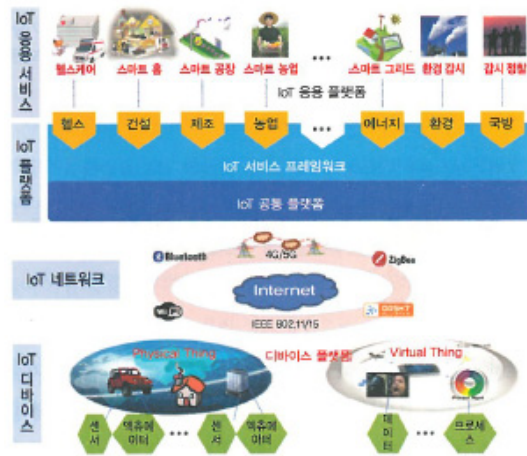 IoT 응용 서비스
헬스케어 스마트 홈 스마트 공장 스마트 농업 ... 스마트 그리드 환경 감시 감시 정찰
IoT 응용 플랫폼
IoT 플랫폼
헬스 건설 제조 농업 ... 에너지 환경 국방
IoT 서비스 프레임워크
IoT 공통 플랫폼
IoT 네트워크
Bluetooth 4G/5G ZigBee
Internet
Wi Fi IEEE 802.11/15
IoT 디바이스
Physical Thing 디바이스 플랫폼 Virtual Thing
센서 액츄에이터 ... 센서 액츄에이터 데이터 ... 프로세스